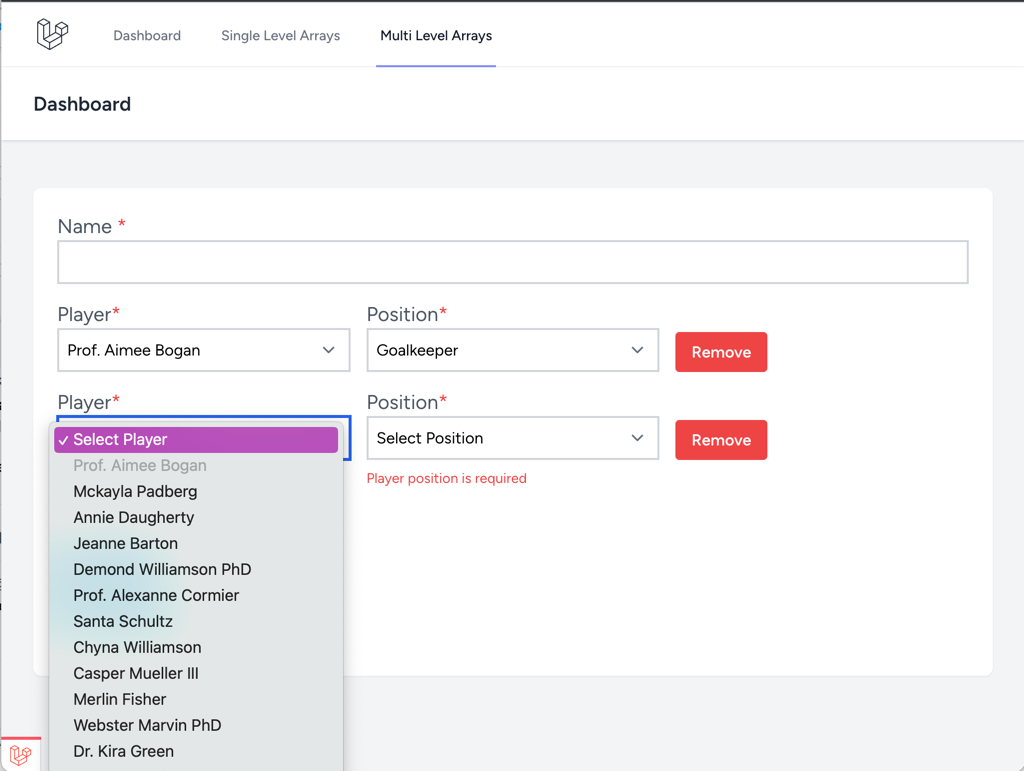 Dashboard Single Level Arrays Multi Level Arrays
Dashboard
Name *
Player* Position*
Prof. Aimee Bogan Goalkeeper Remove
Player* Position*
✓ Select Player Select Position Remove
Prof. Aimee Bogan
Player position is required
Mckayla Padberg
Annie Daugherty
Jeanne Barton
Demond Williamson PhD
Prof. Alexanne Cormier
Santa Schultz
Chyna Williamson
Casper Mueller III
Merlin Fisher
Webster Marvin PhD
Dr. Kira Green